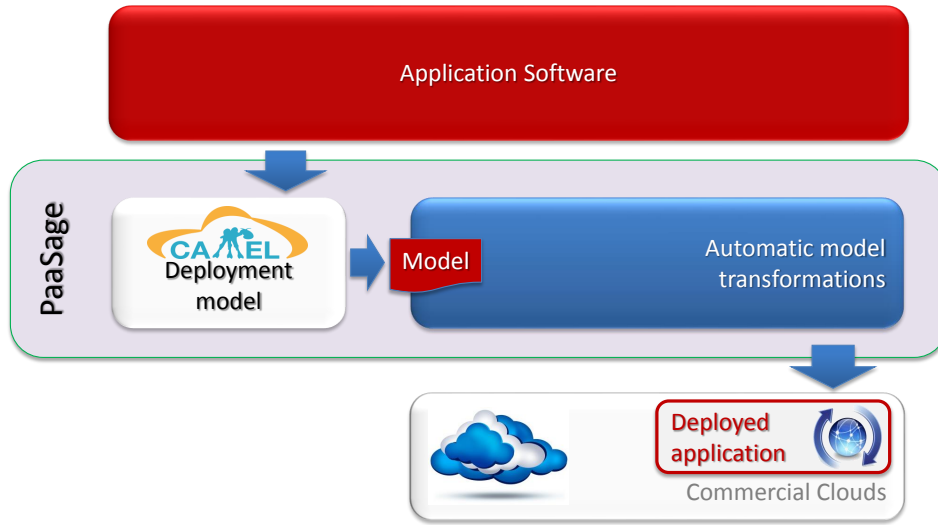 Application Software
PaaSage
CAMEL
Deployment
model
Model
Automatic model
transformations
Deployed
application
Commercial Clouds